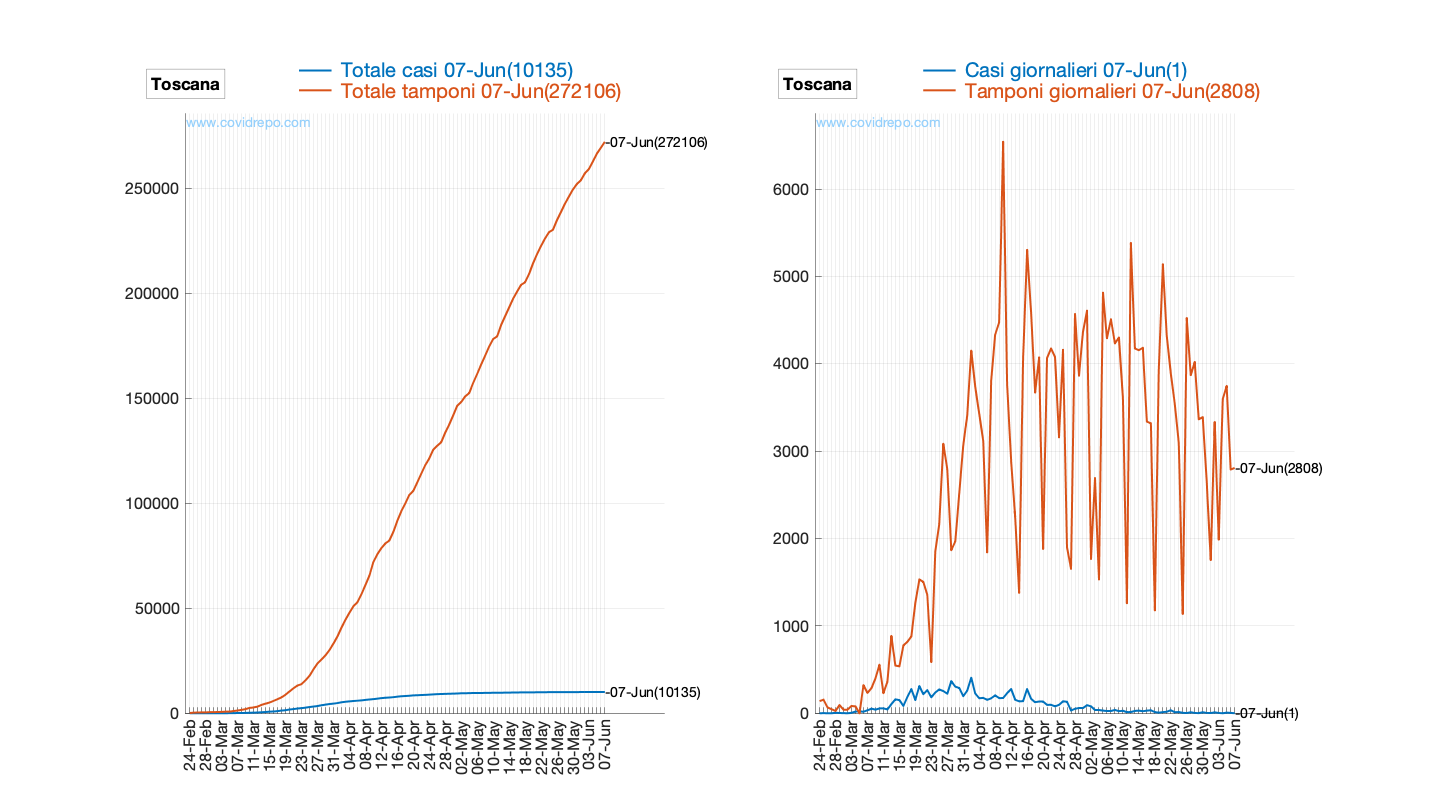 Toscana
Totale casi 07-Jun(10135)
Totale tamponi 07-Jun(272106)
www.covidrepo.com
-07-Jun(272106)
250000
200000
150000
100000
50000
0
-07-Jun(10135)
24-Feb
28-Feb
03-Mar
07-Mar
11-Mar
15-Mar
19-Mar
23-Mar
27-Mar
31-Mar
04-Apr
08-Apr
12-Apr
16-Apr
20-Apr
24-Apr
28-Apr
02-May
06-May
10-May
14-May
18-May
22-May
26-May
30-May
03-Jun
07-Jun
Toscana
Casi giornalieri 07-Jun(1)
Tamponi giornalieri 07-Jun(2808)
www.covidrepo.com
6000
5000
4000
3000
2000
1000
0
-07-Jun(2808)
-07-Jun(1)
24-Feb
28-Feb
03-Mar
07-Mar
11-Mar
15-Mar
19-Mar
23-Mar
27-Mar
31-Mar
04-Apr
08-Apr
12-Apr
16-Apr
20-Apr
24-Apr
28-Apr
02-May
06-May
10-May
14-May
18-May
22-May
26-May
30-May
03-Jun
07-Jun